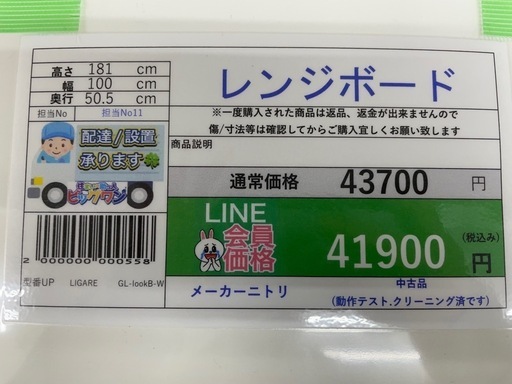 高さ 181 cm
幅 100 cm
奥行 50.5 cm
担当No 担当No11
レンジボード
※一度購入された商品は返品、返金が出来ませんので
傷/寸法等は確認してからご購入宜しくお願い致します
商品説明
配達/設置
承ります
ビックワン
通常価格 43700 円
LINE
会員
価格
41900 (税込み)
円
2 000000 000558
型番UP LIGARE GL-lookB-W
メーカーニトリ
中古品
(動作テスト.クリーニング済です)